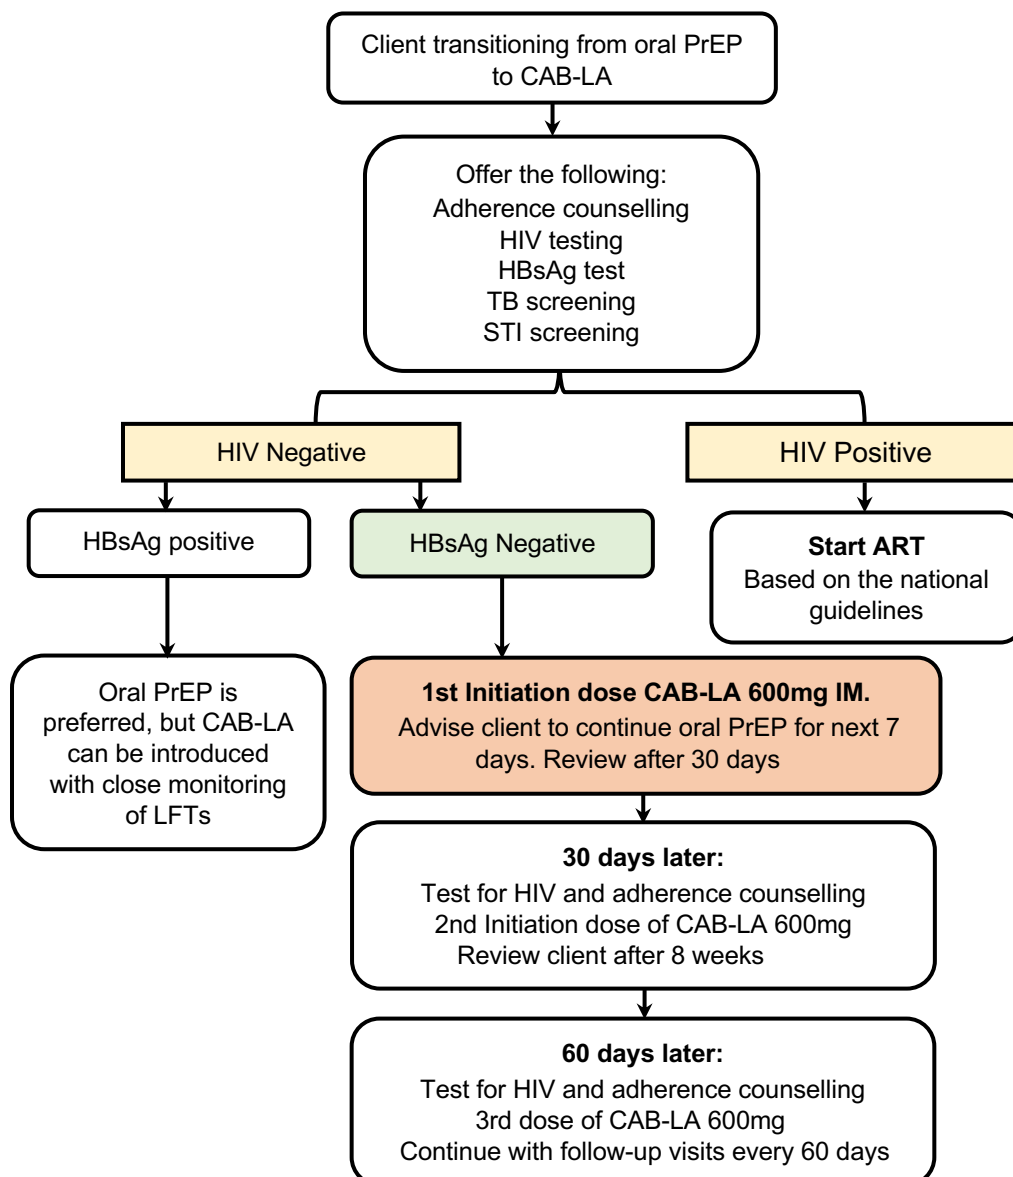 Client transitioning from oral PrEP
to CAB-LA
Offer the following:
Adherence counselling
HIV testing
HBsAg test
TB screening
STI screening
HIV Negative
HIV Positive
HBsAg positive
HBsAg Negative
Start ART
Based on the national
guidelines
Oral PrEP is
preferred, but CAB-LA
can be introduced
with close monitoring
of LFTs
1st Initiation dose CAB-LA 600mg IM.
Advise client to continue oral PrEP for next 7
days. Review after 30 days
30 days later:
Test for HIV and adherence counselling
2nd Initiation dose of CAB-LA 600mg
Review client after 8 weeks
60 days later:
Test for HIV and adherence counselling
3rd dose of CAB-LA 600mg
Continue with follow-up visits every 60 days